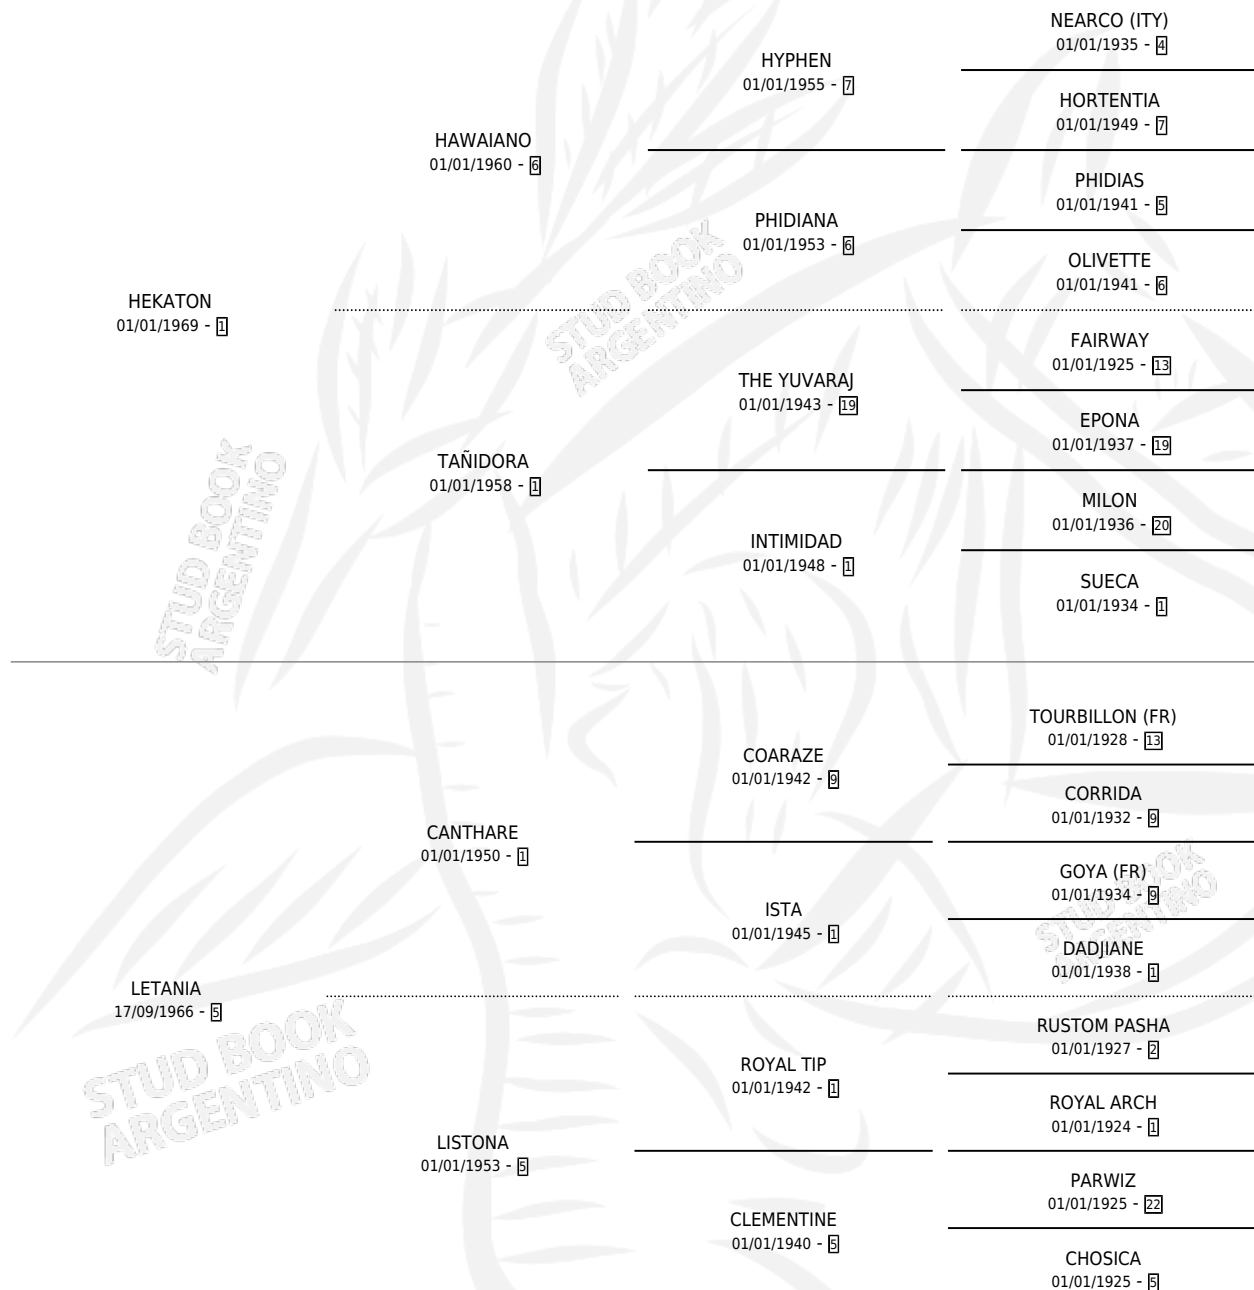 NEARCO (ITY)
01/01/1935 - 4
HYPHEN
01/01/1955 - 7
HORTENTIA
01/01/1949 - 7
HAWAIANO
01/01/1960 - 6
PHIDIAS
01/01/1941 - 5
PHIDIANA
01/01/1953 - 6
OLIVETTE
01/01/1941 - 6
HEKATON
01/01/1969 - 1
FAIRWAY
01/01/1925 - 13
THE YUVARAJ
01/01/1943 - 19
EPONA
01/01/1937 - 19
TAÑIDORA
01/01/1958 - 1
MILON
01/01/1936 - 20
INTIMIDAD
01/01/1948 - 1
SUECA
01/01/1934 - 1
TOURBILLON (FR)
01/01/1928 - 13
COARAZE
01/01/1942 - 9
CORRIDA
01/01/1932 - 9
CANTHARE
01/01/1950 - 1
GOYA (FR)
01/01/1934 - 9
ISTA
01/01/1945 - 1
DADJIANE
01/01/1938 - 1
LETANIA
17/09/1966 - 5
RUSTOM PASHA
01/01/1927 - 2
ROYAL TIP
01/01/1942 - 1
ROYAL ARCH
01/01/1924 - 1
LISTONA
01/01/1953 - 5
PARWIZ
01/01/1925 - 22
CLEMENTINE
01/01/1940 - 5
CHOSICA
01/01/1925 - 5
STUD BOOK
ARGENTINO
STUD BOOK
ARGENTINO
STUD BOOK
ARGENTINO
STUD BOOK
ARGENTINO